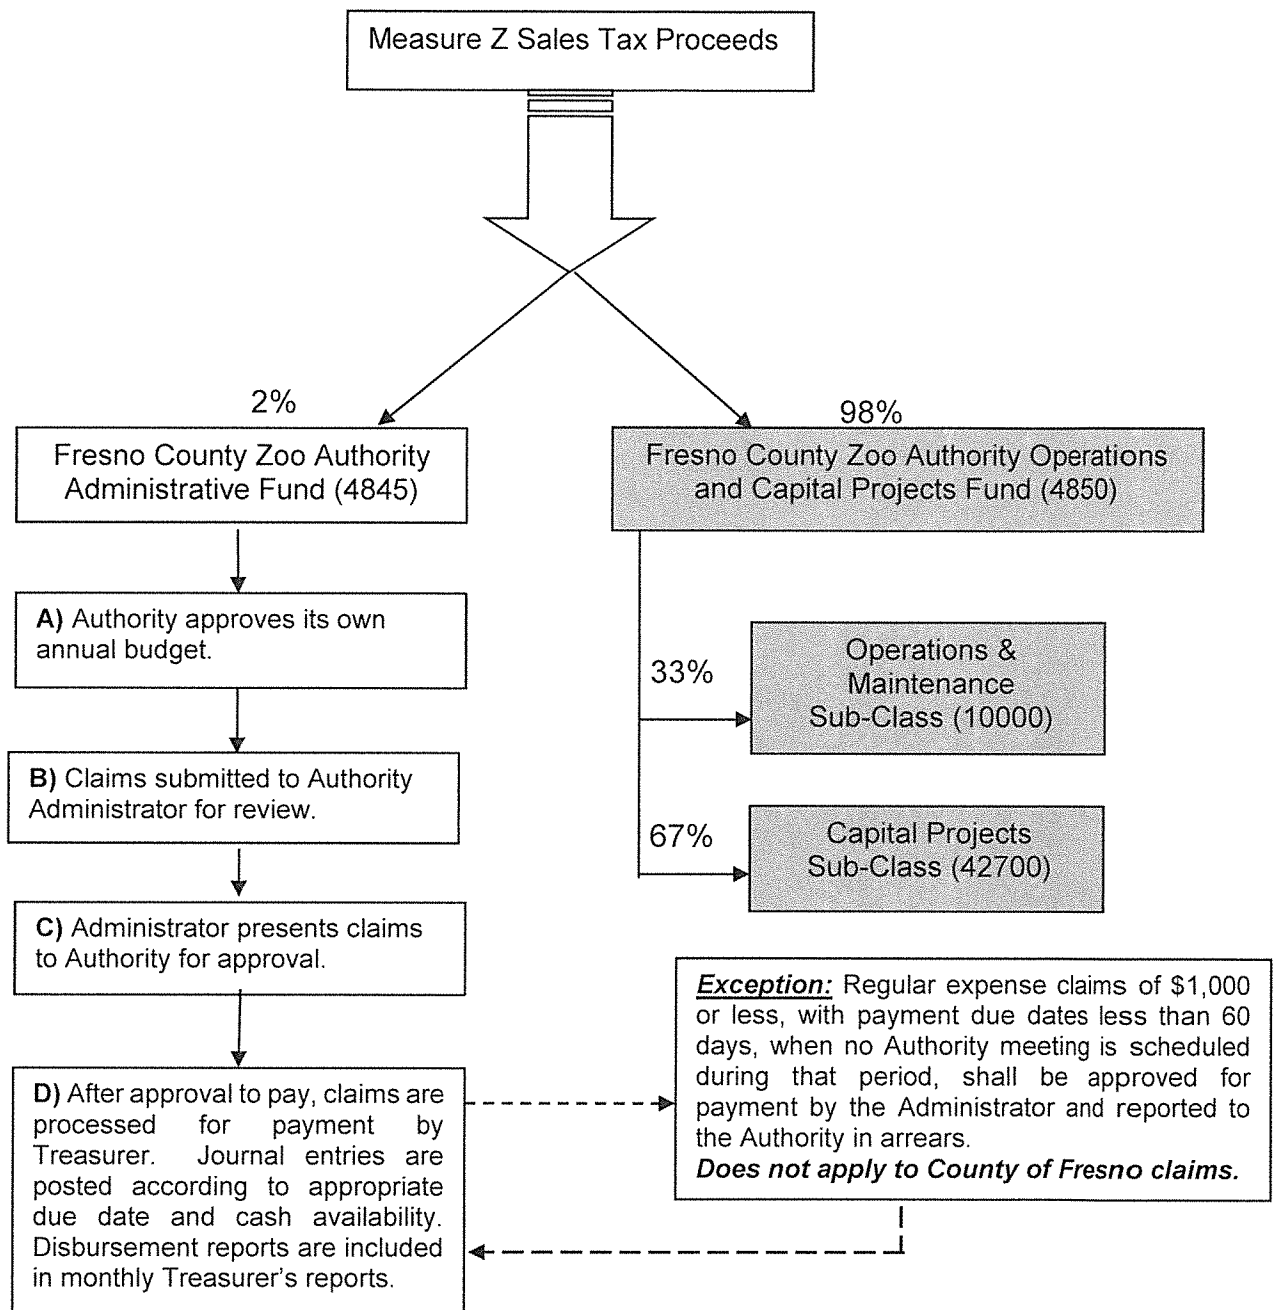 Measure Z Sales Tax Proceeds
2%
98%
Fresno County Zoo Authority
Administrative Fund (4845)
Fresno County Zoo Authority Operations
and Capital Projects Fund (4850)
A) Authority approves its own
annual budget.
33%
Operations &
Maintenance
Sub-Class (10000)
B) Claims submitted to Authority
Administrator for review.
67%
Capital Projects
Sub-Class (42700)
C) Administrator presents claims
to Authority for approval.
Exception: Regular expense claims of $1,000
or less, with payment due dates less than 60
days, when no Authority meeting is scheduled
during that period, shall be approved for
payment by the Administrator and reported to
the Authority in arrears.
Does not apply to County of Fresno claims.
D) After approval to pay, claims are
processed for payment by
Treasurer. Journal entries are
posted according to appropriate
due date and cash availability.
Disbursement reports are included
in monthly Treasurer's reports.